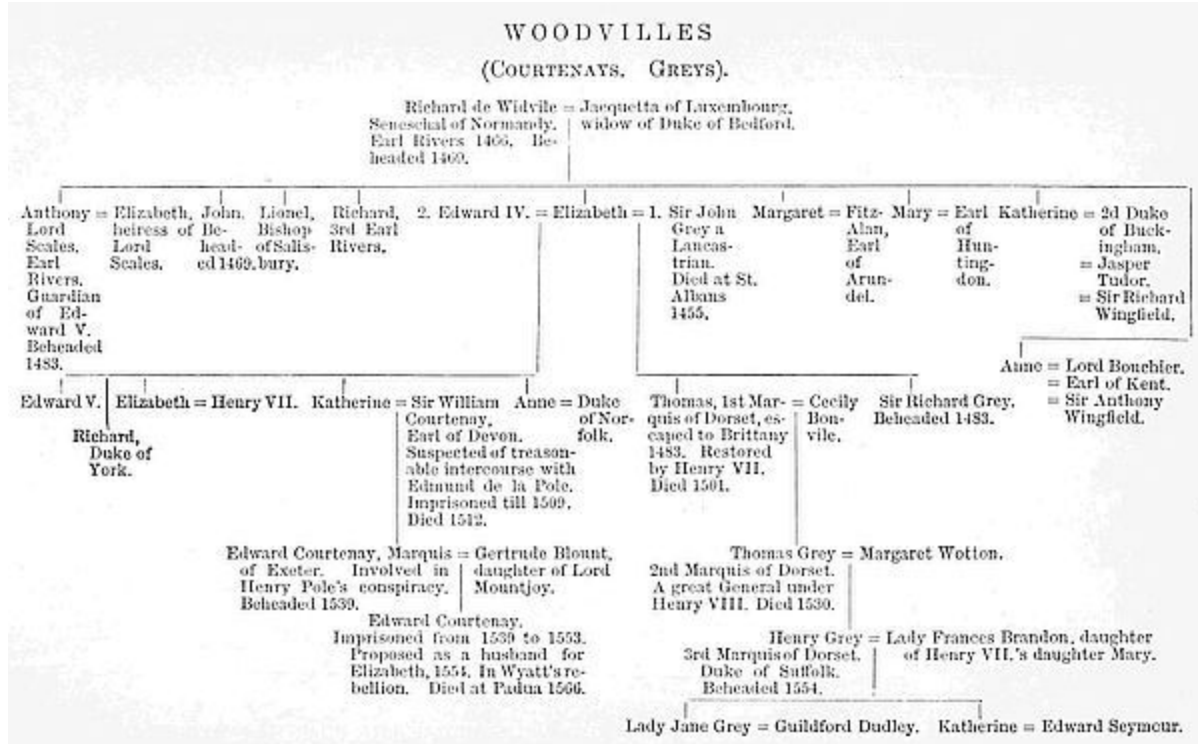 WOODVILLES
(COURTENAYS. GREYS).
Richard de Widvile = Jacquetta of Luxembourg,
Seneschal of Normandy. widow of Duke of Bedford.
Earl Rivers 1466. Be-
headed 1469.
Anthony = Elizabeth,
Lord heiress of
Scales, Lord
Earl Scales.
Rivers.
Guardian
of Ed-
ward V.
Beheaded
1483.
John.
Be-
head-
ed 1469.
Lionel,
Bishop
of Salis-
bury.
Richard,
3rd Earl
Rivers.
2. Edward IV. = Elizabeth = 1. Sir John
Grey a
Lancas-
trian.
Died at St.
Albans
1455.
Margaret = Fitz-
Alan,
Earl
of
Arun-
del.
Mary = Earl
of
Hun-
ting-
don.
Katherine = 2d Duke
of Buck-
ingham.
= Jasper
Tudor.
= Sir Richard
Wingfield.
Anne = Lord Bouchier.
= Earl of Kent.
= Sir Anthony
Wingfield.
Edward V.
Richard,
Duke of
York.
Elizabeth = Henry VII.
Katherine = Sir William
Courtenay,
Earl of Devon.
Suspected of treason-
able intercourse with
Edmund de la Pole.
Imprisoned till 1509.
Died 1512.
Anne = Duke
of Nor-
folk.
Thomas, 1st Mar- = Cecily
quis of Dorset, es- Bon-
caped to Brittany vile.
1483. Restored
by Henry VII.
Died 1501.
Sir Richard Grey.
Beheaded 1483.
Edward Courtenay, Marquis = Gertrude Blount,
of Exeter. Involved in daughter of Lord
Henry Pole's conspiracy. Mountjoy.
Beheaded 1539.
Edward Courtenay.
Imprisoned from 1539 to 1553.
Proposed as a husband for
Elizabeth, 1554. In Wyatt's re-
bellion. Died at Padua 1566.
Thomas Grey = Margaret Wotton.
2nd Marquis of Dorset.
A great General under
Henry VIII. Died 1530.
Henry Grey = Lady Frances Brandon, daughter
3rd Marquis of Dorset. of Henry VII.'s daughter Mary.
Duke of Suffolk.
Beheaded 1554.
Lady Jane Grey = Guildford Dudley. Katherine = Edward Seymour.